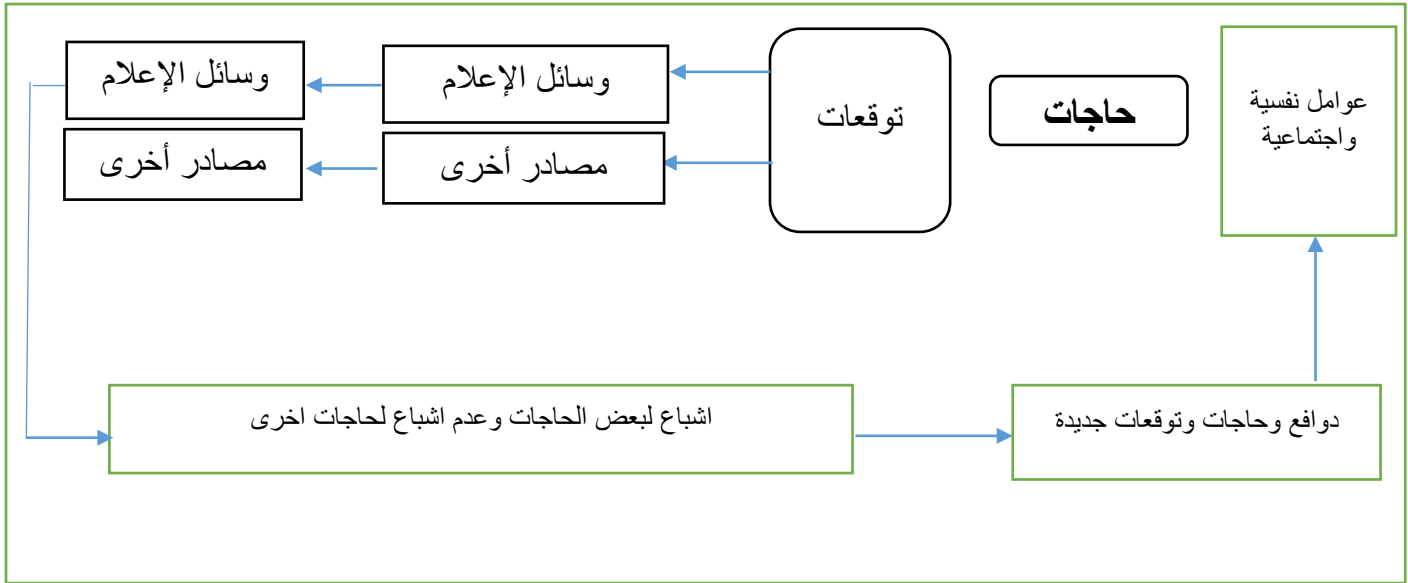 عوامل نفسية
واجتماعية
حاجات
توقعات
وسائل الإعلام
وسائل الإعلام
مصادر أخرى
مصادر أخرى
اشباع لبعض الحاجات وعدم اشباع لحاجات اخرى
دوافع وحاجات وتوقعات جديدة